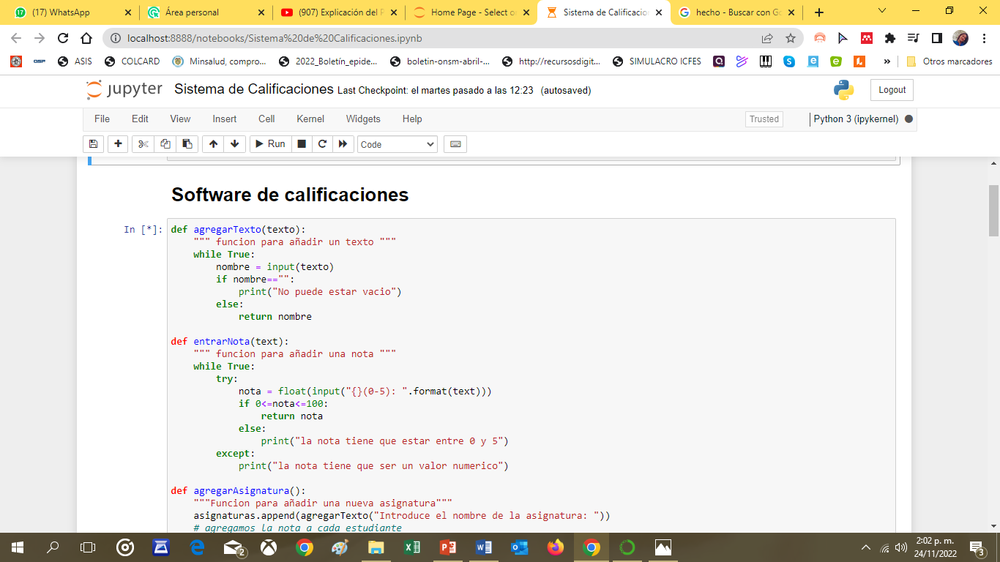 (17) WhatsApp
Área personal
(907) Explicación del P
Home Page - Select o
Sistema de Calificacio
hecho - Buscar con Go
localhost:8888/notebooks/Sistema%20de%20Calificaciones.ipynb
ASIS
COLCARD
Minsalud, compro...
2022_Boletín_epide...
boletin-onsm-abril-...
http://recursosdigit...
SIMULACRO ICFES
»
Otros marcadores
jupyter Sistema de Calificaciones Last Checkpoint: el martes pasado a las 12:23 (autosaved)
Logout
File Edit View Insert Cell Kernel Widgets Help
Trusted
Python 3 (ipykernel)
Run
Code
Software de calificaciones
In [*]:
def agregarTexto(texto):
    """ funcion para añadir un texto """
    while True:
        nombre = input(texto)
        if nombre=="":
            print("No puede estar vacio")
        else:
            return nombre
def entrarNota(text):
    """ funcion para añadir una nota """
    while True:
        try:
            nota = float(input("{}(0-5): ".format(text)))
            if 0<=nota<=100:
                return nota
            else:
                print("la nota tiene que estar entre 0 y 5")
        except:
            print("la nota tiene que ser un valor numerico")
def agregarAsignatura():
    """Funcion para añadir una nueva asignatura"""
    asignaturas.append(agregarTexto("Introduce el nombre de la asignatura: "))
    # agregamos la nota a cada estudiante
2
2:02 p. m.
24/11/2022
3